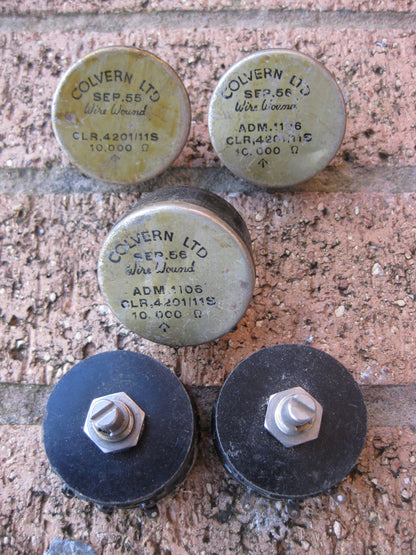 COLVERN LTD
SEP.55
Wire Wound
CLR.4201/11S
10,000 Ω
COLVERN LTD
SEP.56
Wire Wound
ADM.1106
CLR.4201/11S
10.000 Ω
COLVERN LTD
SEP.56
Wire Wound
ADM.1106
CLR.4201/11S
10.000 Ω